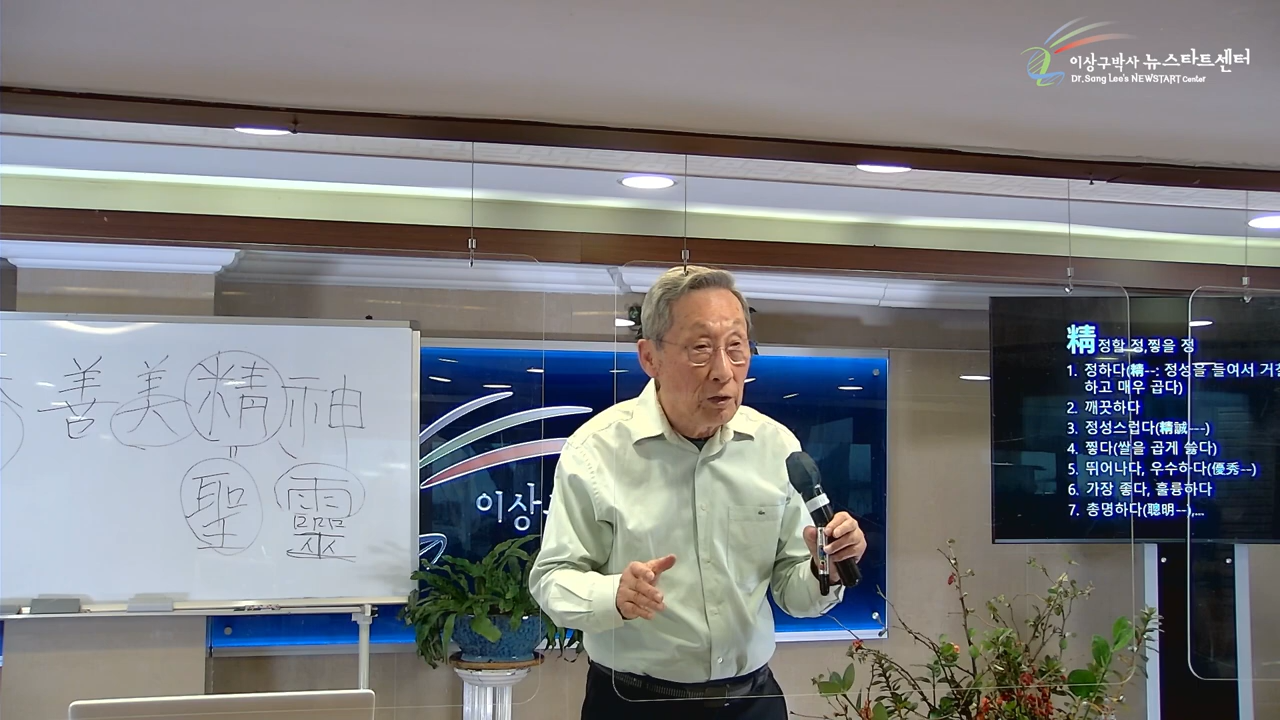 이상구박사 뉴스타트센터
Dr. Sang Lee's NEWSTART Center
善 美 精 神
聖 靈
이상
精 정할 정,찧을 정
1. 정하다(精--: 정성을 들여서 거칠
하고 매우 곱다)
2. 깨끗하다
3. 정성스럽다(精誠---)
4. 찧다(쌀을 곱게 쓿다)
5. 뛰어나다, 우수하다(優秀--)
6. 가장 좋다, 훌륭하다
7. 총명하다(聰明--),...